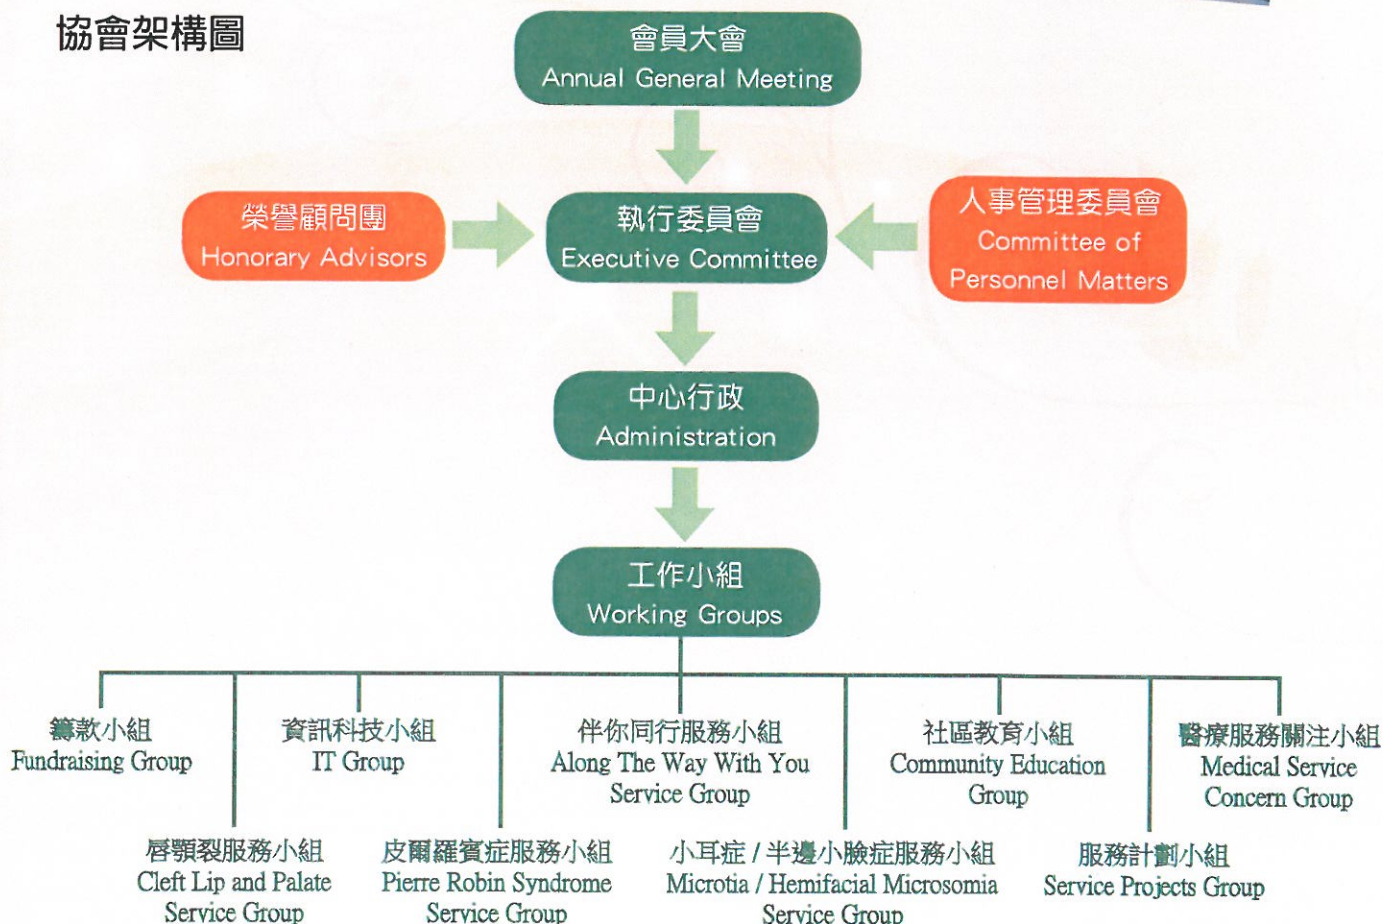 協會架構圖
會員大會
Annual General Meeting
榮譽顧問團
Honorary Advisors
執行委員會
Executive Committee
人事管理委員會
Committee of
Personnel Matters
中心行政
Administration
工作小組
Working Groups
籌款小組
Fundraising Group
資訊科技小組
IT Group
伴你同行服務小組
Along The Way With You
Service Group
社區教育小組
Community Education
Group
醫療服務關注小組
Medical Service
Concern Group
唇顎裂服務小組
Cleft Lip and Palate
Service Group
皮爾羅賓症服務小組
Pierre Robin Syndrome
Service Group
小耳症 / 半邊小臉症服務小組
Microtia / Hemifacial Microsomia
Service Group
服務計劃小組
Service Projects Group